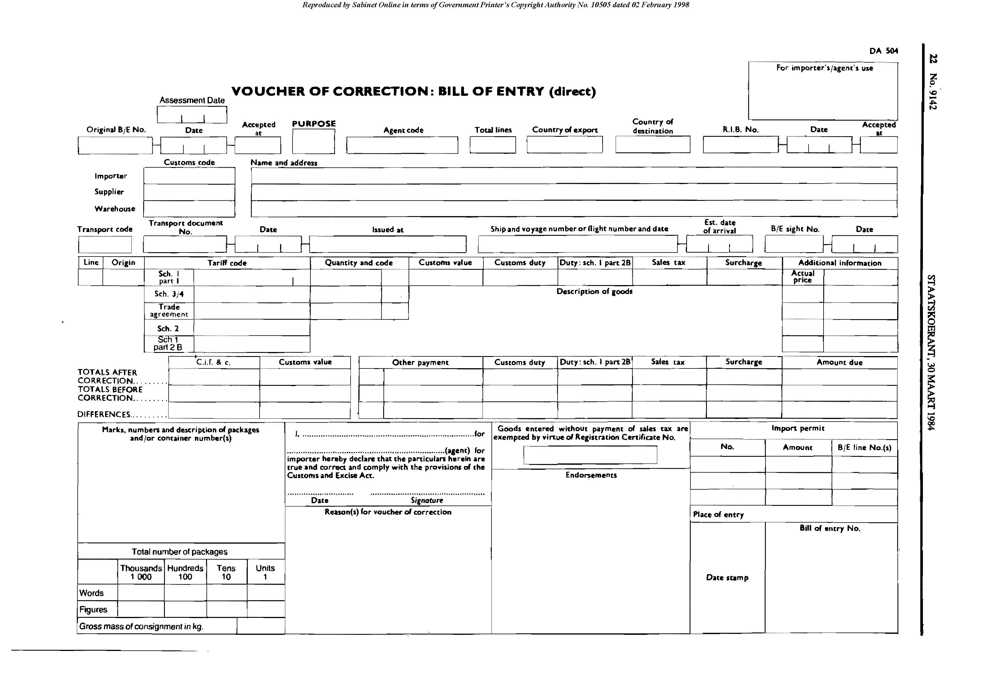 Reproduced by Sabinet Online in terms of Government Printer's Copyright Authority No. 10505 dated 02 February 1998
22 No. 9142
STAATSKOERANT, 30 MAART 1984
DA 504
For importer's/agent's use
VOUCHER OF CORRECTION: BILL OF ENTRY (direct)
Assessment Date
Original B/E No.
Date
Accepted
at
PURPOSE
Agent code
Total lines
Country of export
Country of
destination
R.I.B. No.
Date
Accepted
at
Customs code
Name and address
Importer
Supplier
Warehouse
Transport code
Transport document
No.
Date
Issued at
Ship and voyage number or flight number and date
Est. date
of arrival
B/E sight No.
Date
Line Origin Tariff code Quantity and code Customs value Customs duty Duty: sch. 1 part 2B Sales tax Surcharge Additional information
Sch. 1
part 1
Actual
price
Sch. 3/4
Description of goods
Trade
agreement
Sch. 2
Sch 1
part 2 B
C.i.f. & c. Customs value Other payment Customs duty Duty: sch. 1 part 2B Sales tax Surcharge Amount due
TOTALS AFTER
CORRECTION.........
TOTALS BEFORE
CORRECTION.........
DIFFERENCES..........
Marks, numbers and description of packages
and/or container number(s)
I, ..........................................................................for
....................................................................(agent) for
importer hereby declare that the particulars herein are
true and correct and comply with the provisions of the
Customs and Excise Act.
Date Signature
Reason(s) for voucher of correction
Goods entered without payment of sales tax are
exempted by virtue of Registration Certificate No.
Endorsements
Import permit
No. Amount B/E line No.(s)
Place of entry
Bill of entry No.
Date stamp
Total number of packages
Thousands Hundreds Tens Units
1 000 100 10 1
Words
Figures
Gross mass of consignment in kg.